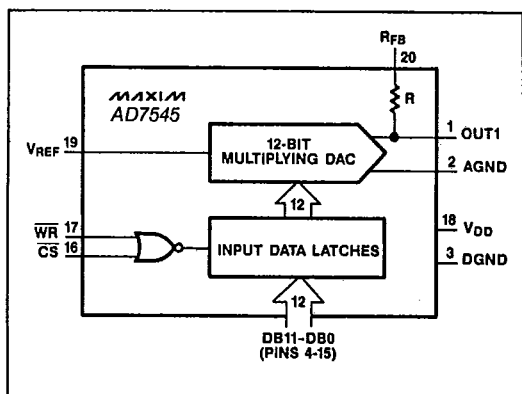 RFB
20
MAXIM
AD7545
R
VREF 19
12-BIT
MULTIPLYING DAC
1 OUT1
2 AGND
12
WR 17
CS 16
INPUT DATA LATCHES
18 VDD
3 DGND
12
DB11-DB0
(PINS 4-15)